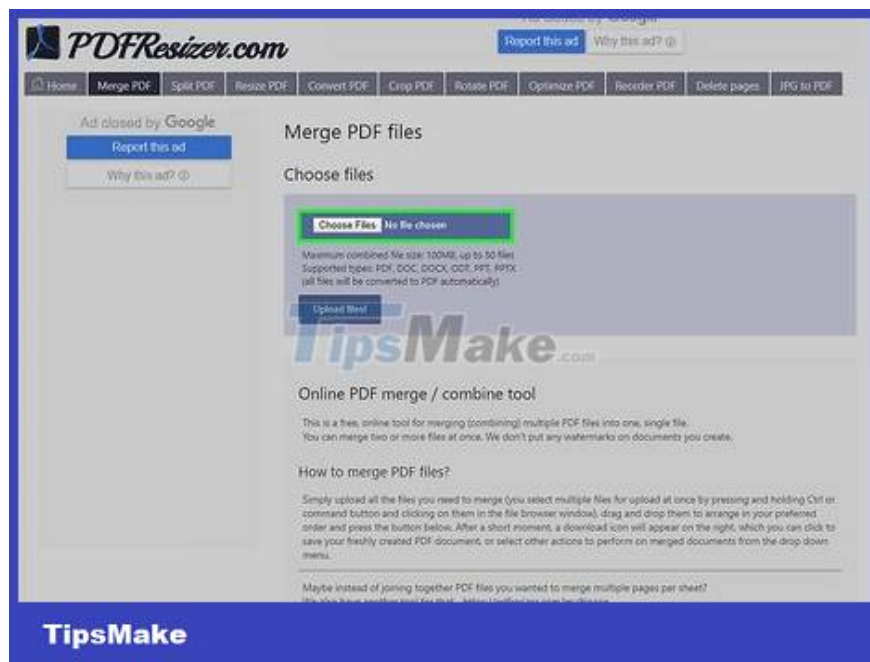 Ad closed by Google
PDFResizer.com
Report this ad Why this ad?
Home Merge PDF Split PDF Resize PDF Convert PDF Crop PDF Rotate PDF Optimize PDF Reorder PDF Delete pages JPG to PDF
Ad closed by Google
Report this ad
Why this ad?
Merge PDF files
Choose files
Choose Files No file chosen
Maximum combined file size: 100MB, up to 50 files
Supported types: PDF, DOC, DOCX, ODT, PPT, PPTX
(all files will be converted to PDF automatically)
Upload files!
TipsMake.com
Online PDF merge / combine tool
This is a free, online tool for merging (combining) multiple PDF files into one, single file.
You can merge two or more files at once. We don't put any watermarks on documents you create.
How to merge PDF files?
Simply upload all the files you need to merge (you select multiple files for upload at once by pressing and holding Ctrl or
command button and clicking on them in the file browser window), drag and drop them to arrange in your preferred
order and press the button below. After a short moment, a download icon will appear on the right, which you can click to
save your freshly created PDF document, or select other actions to perform on merged documents from the drop down
menu.
Maybe instead of joining together PDF files you wanted to merge multiple pages per sheet?
We also have another tool for that
TipsMake